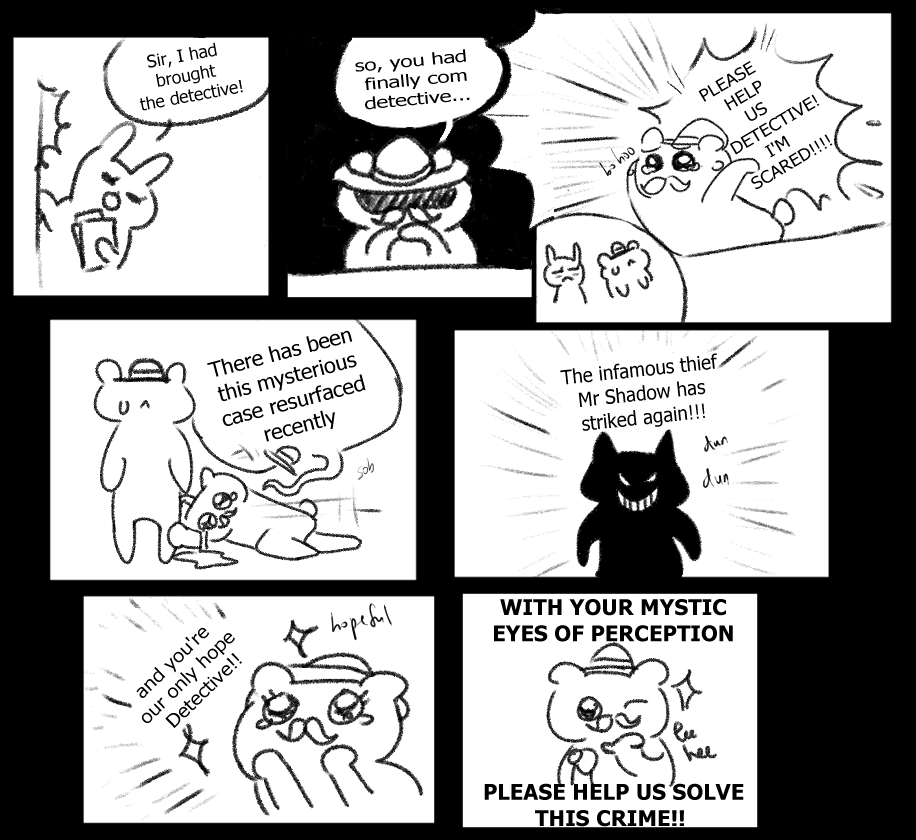 Sir, I had
brought
the detective!
so, you had
finally com
detective...
PLEASE
HELP
US
DETECTIVE!
I'M
SCARED!!!!
There has been
this mysterious
case resurfaced
recently
sob
The infamous thief
Mr Shadow has
striked again!!!
dun
dun
and you're
our only hope
Detective!!
hopeful
WITH YOUR MYSTIC
EYES OF PERCEPTION
hee
PLEASE HELP US SOLVE
THIS CRIME!!